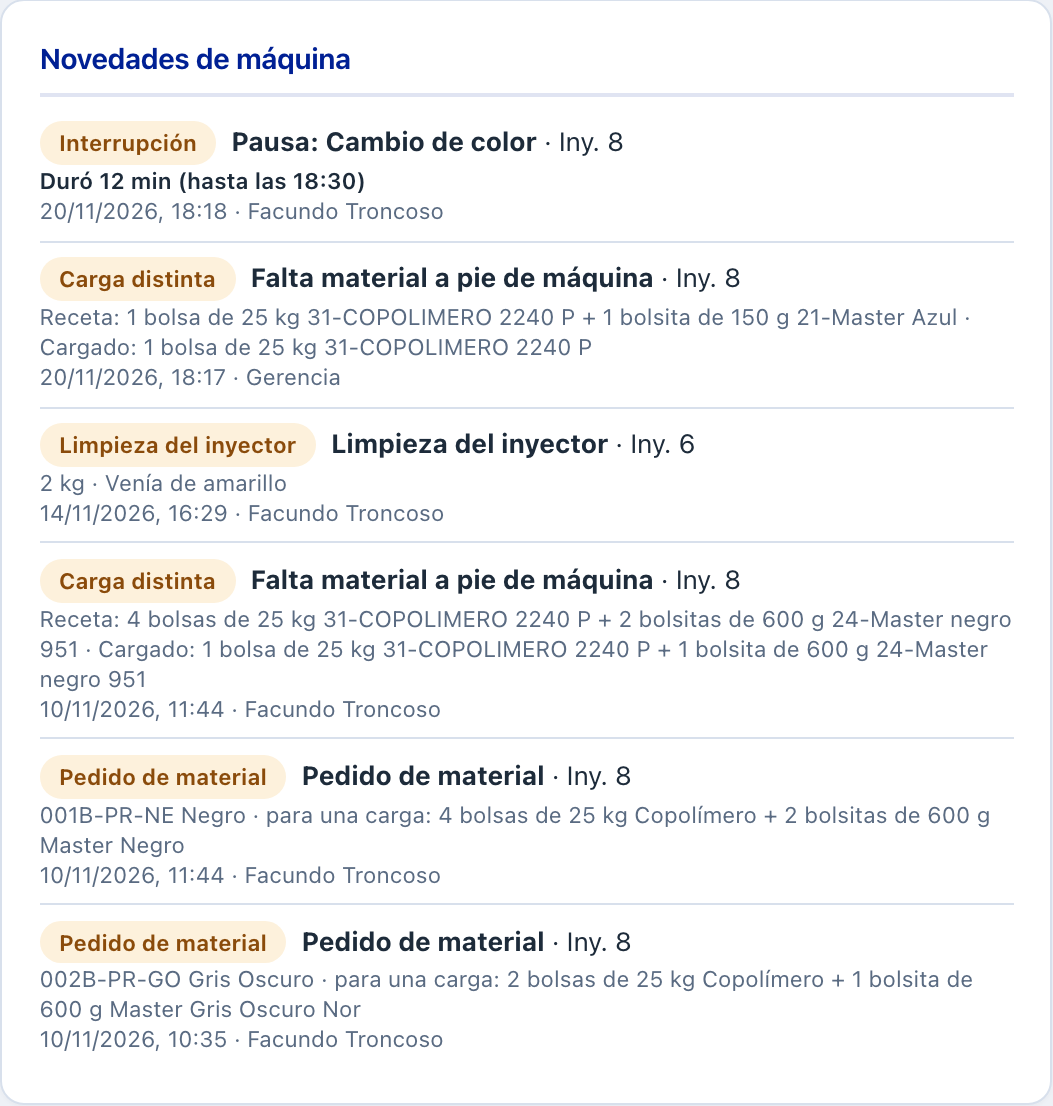 Novedades de máquina
Interrupción Pausa: Cambio de color · Iny. 8
Duró 12 min (hasta las 18:30)
20/11/2026, 18:18 · Facundo Troncoso
Carga distinta Falta material a pie de máquina · Iny. 8
Receta: 1 bolsa de 25 kg 31-COPOLIMERO 2240 P + 1 bolsita de 150 g 21-Master Azul ·
Cargado: 1 bolsa de 25 kg 31-COPOLIMERO 2240 P
20/11/2026, 18:17 · Gerencia
Limpieza del inyector Limpieza del inyector · Iny. 6
2 kg · Venía de amarillo
14/11/2026, 16:29 · Facundo Troncoso
Carga distinta Falta material a pie de máquina · Iny. 8
Receta: 4 bolsas de 25 kg 31-COPOLIMERO 2240 P + 2 bolsitas de 600 g 24-Master negro
951 · Cargado: 1 bolsa de 25 kg 31-COPOLIMERO 2240 P + 1 bolsita de 600 g 24-Master
negro 951
10/11/2026, 11:44 · Facundo Troncoso
Pedido de material Pedido de material · Iny. 8
001B-PR-NE Negro · para una carga: 4 bolsas de 25 kg Copolímero + 2 bolsitas de 600 g
Master Negro
10/11/2026, 11:44 · Facundo Troncoso
Pedido de material Pedido de material · Iny. 8
002B-PR-GO Gris Oscuro · para una carga: 2 bolsas de 25 kg Copolímero + 1 bolsita de
600 g Master Gris Oscuro Nor
10/11/2026, 10:35 · Facundo Troncoso